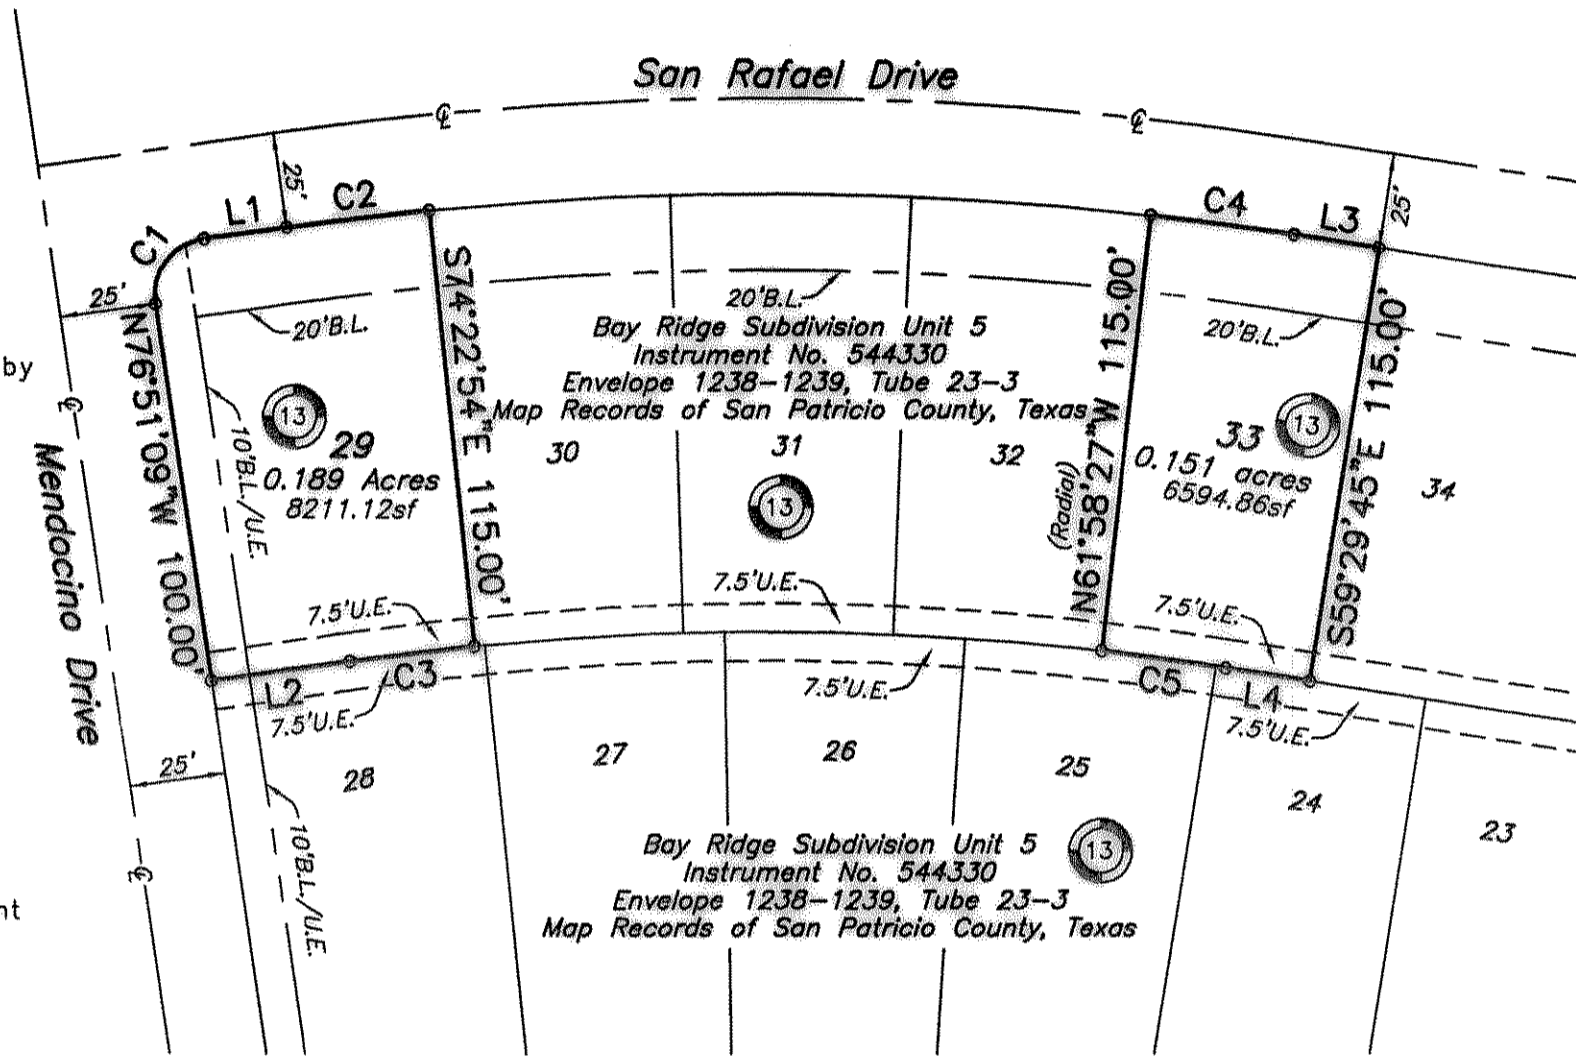 San Rafael Drive
℄
℄
25'
25'
C1
L1
C2
C4
L3
25'
20'B.L.
20'B.L.
20'B.L.
by
N76°51'09"W 100.00'
S74°22'54"E 115.00'
Bay Ridge Subdivision Unit 5
Instrument No. 544330
Envelope 1238-1239, Tube 23-3
Map Records of San Patricio County, Texas
N61°58'27"W 115.00'
(Radial)
S59°29'45"E 115.00'
℄
Mendocino Drive
10'B.L./U.E.
13
29
0.189 Acres
8211.12sf
30
31
13
32
13
33
0.151 acres
6594.86sf
34
7.5'U.E.
7.5'U.E.
7.5'U.E.
L2
C3
C5
L4
7.5'U.E.
7.5'U.E.
7.5'U.E.
25'
28
27
26
25
24
23
℄
10'B.L./U.E.
Bay Ridge Subdivision Unit 5
Instrument No. 544330
Envelope 1238-1239, Tube 23-3
Map Records of San Patricio County, Texas
13
nt